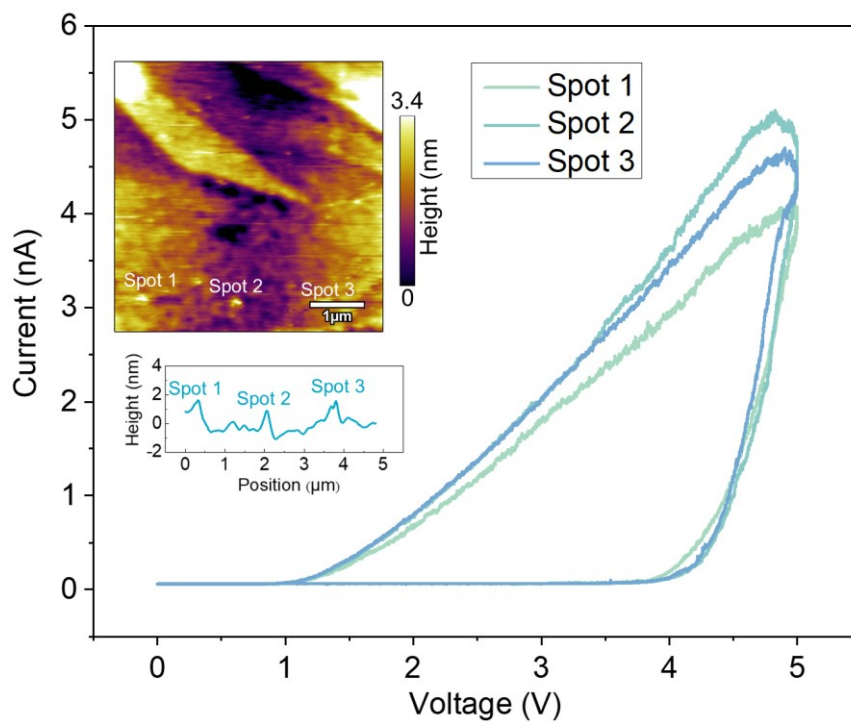 6
5
4
3
2
1
0
Current (nA)
0 1 2 3 4 5
Voltage (V)
Spot 1
Spot 2
Spot 3
3.4
Height (nm
0
Spot 1 Spot 2 Spot 3
1μm
4
2
0
-2
Height (nm)
Spot 1 Spot 2 Spot 3
0 1 2 3 4 5
Position (μm)